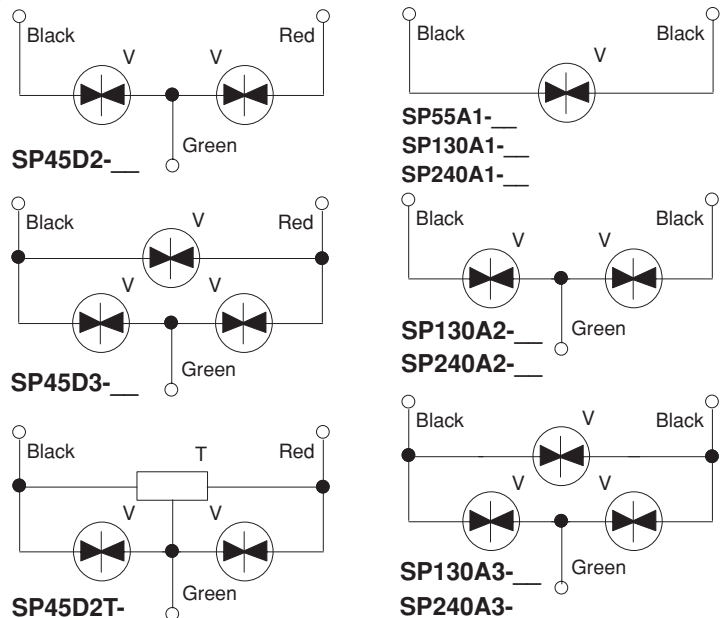 Black
Red
V
V
Green
SP45D2-__
Black
Red
V
V
V
Green
SP45D3-__
Black
T
Red
V
V
Green
SP45D2T-
Black
Black
V
SP55A1-__
SP130A1-__
SP240A1-__
Black
Black
V
V
SP130A2-__
Green
SP240A2-__
Black
Black
V
V
V
SP130A3-__
Green
SP240A3-